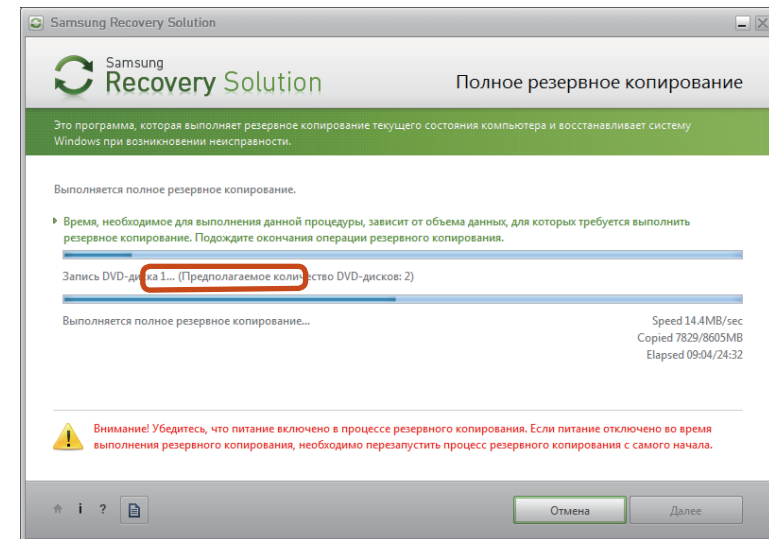 Samsung Recovery Solution
Samsung
Recovery Solution
Полное резервное копирование
Это программа, которая выполняет резервное копирование текущего состояния компьютера и восстанавливает систему
Windows при возникновении неисправности.
Выполняется полное резервное копирование.
Время, необходимое для выполнения данной процедуры, зависит от объема данных, для которых требуется выполнить
резервное копирование. Подождите окончания операции резервного копирования.
Запись DVD-диска 1... (Предполагаемое количество DVD-дисков: 2)
Выполняется полное резервное копирование...
Speed 14.4MB/sec
Copied 7829/8605MB
Elapsed 09:04/24:32
Внимание! Убедитесь, что питание включено в процессе резервного копирования. Если питание отключено во время
выполнения резервного копирования, необходимо перезапустить процесс резервного копирования с самого начала.
i ?
Отмена
Далее